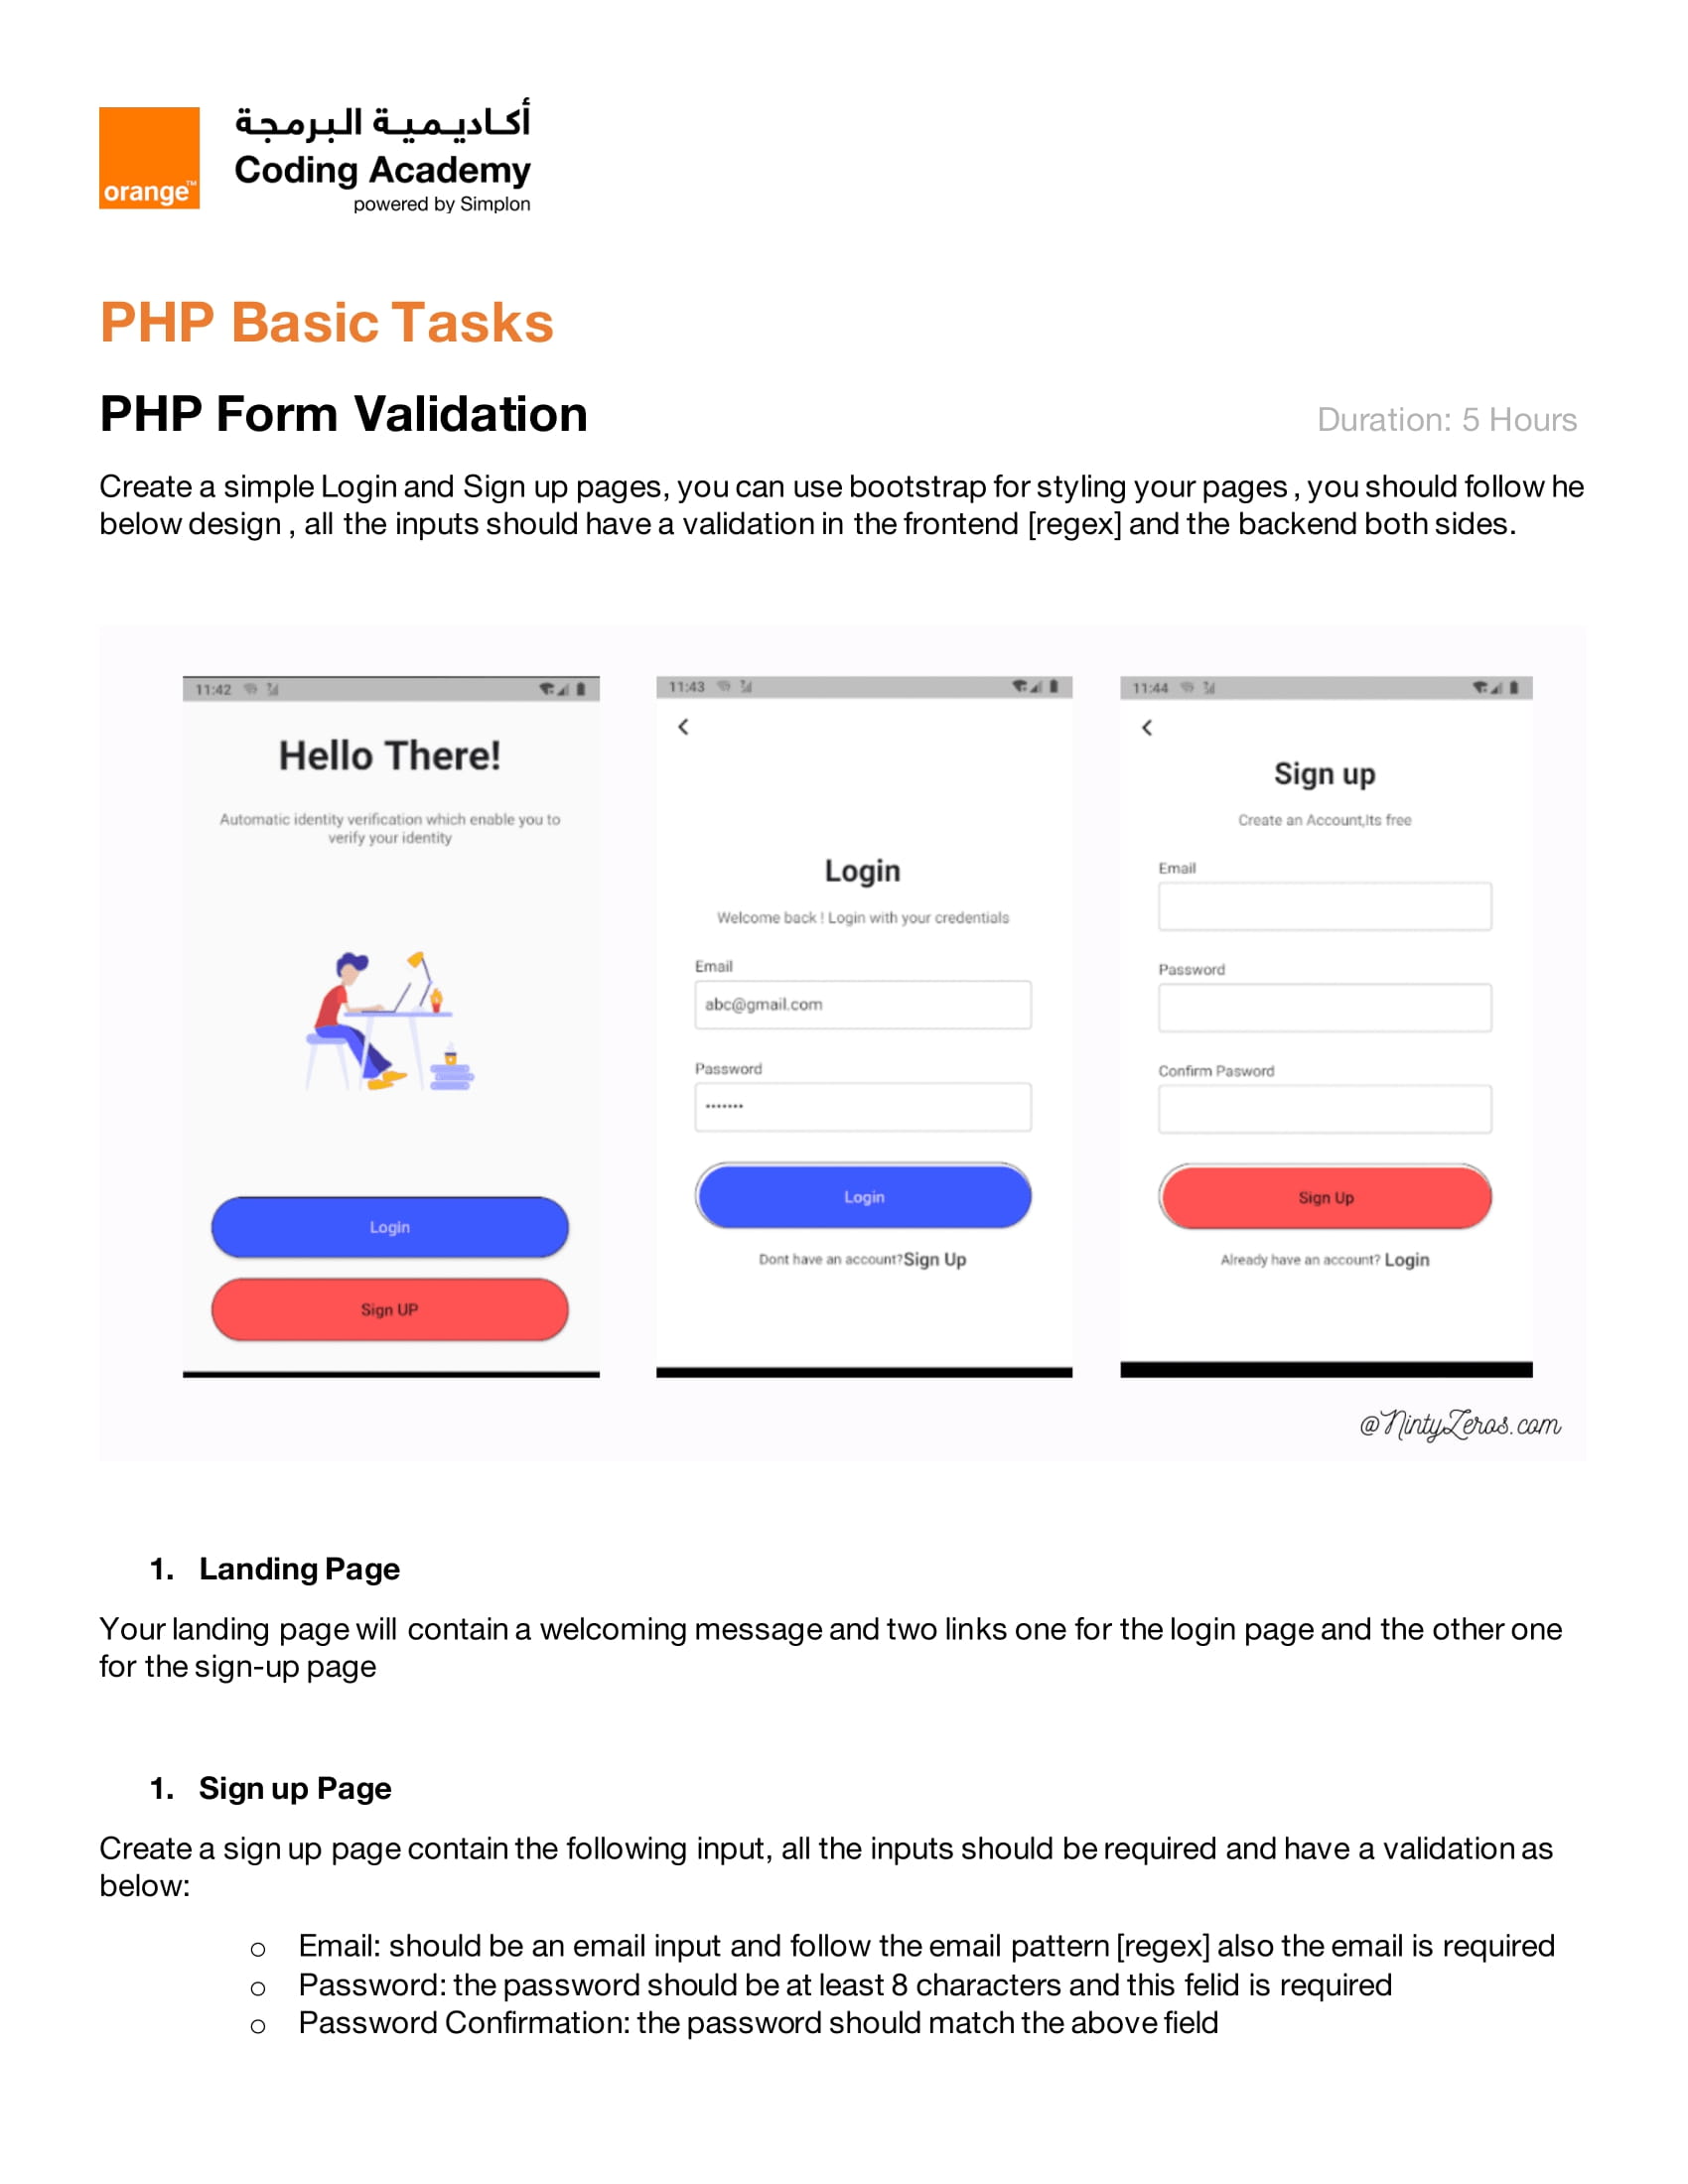 أكاديمية البرمجة
Coding Academy
powered by Simplon
orange™
PHP Basic Tasks
PHP Form Validation
Duration: 5 Hours
Create a simple Login and Sign up pages, you can use bootstrap for styling your pages , you should follow he
below design , all the inputs should have a validation in the frontend [regex] and the backend both sides.
11:42
Hello There!
Automatic identity verification which enable you to
verify your identity
Login
Sign UP
11:43
Login
Welcome back ! Login with your credentials
Email
abc@gmail.com
Password
•••••••
Login
Dont have an account?Sign Up
11:44
Sign up
Create an Account,Its free
Email
Password
Confirm Pasword
Sign Up
Already have an account? Login
@NintyZeros.com
1. Landing Page
Your landing page will contain a welcoming message and two links one for the login page and the other one
for the sign-up page
1. Sign up Page
Create a sign up page contain the following input, all the inputs should be required and have a validation as
below:
o Email: should be an email input and follow the email pattern [regex] also the email is required
o Password: the password should be at least 8 characters and this felid is required
o Password Confirmation: the password should match the above field